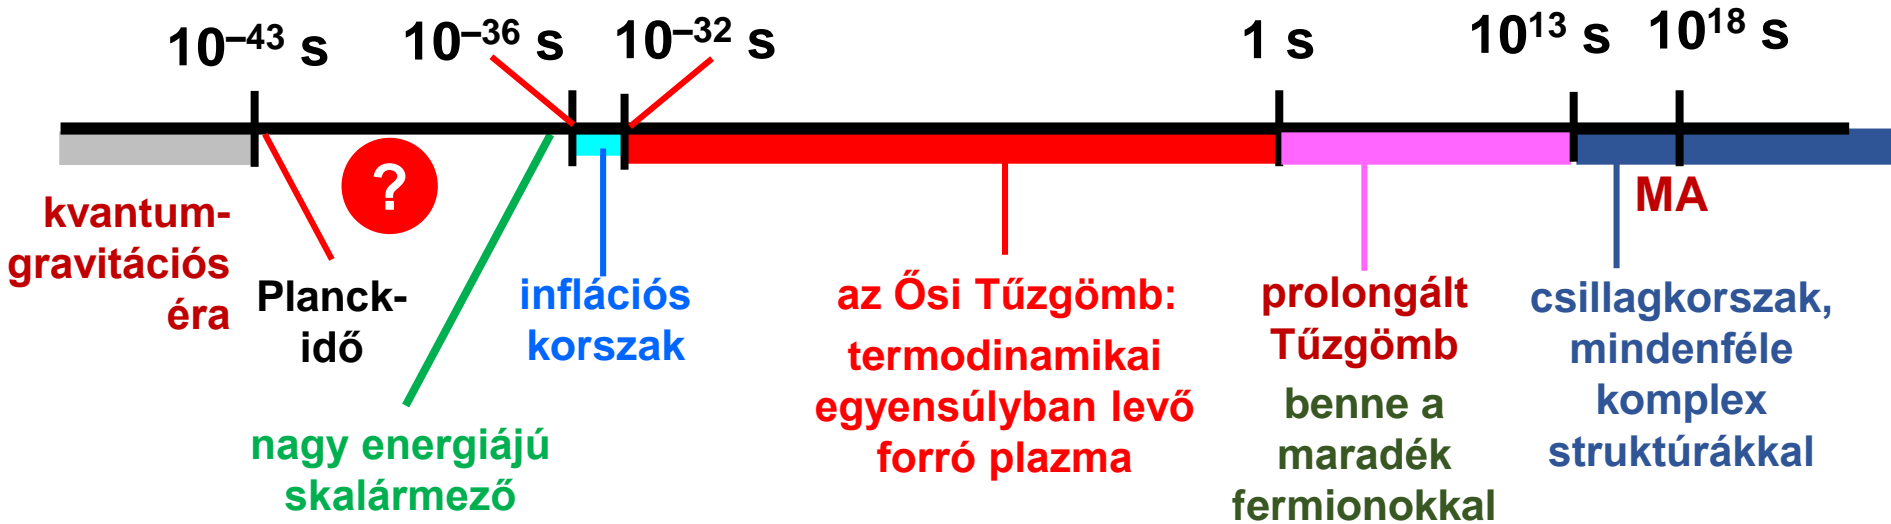 10⁻⁴³ s
10⁻³⁶ s
10⁻³² s
1 s
10¹³ s
10¹⁸ s
?
MA
kvantum-
gravitációs
éra
Planck-
idő
nagy energiájú
skalármező
inflációs
korszak
az Ősi Tűzgömb:
termodinamikai
egyensúlyban levő
forró plazma
prolongált
Tűzgömb
benne a
maradék
fermionokkal
csillagkorszak,
mindenféle
komplex
struktúrákkal